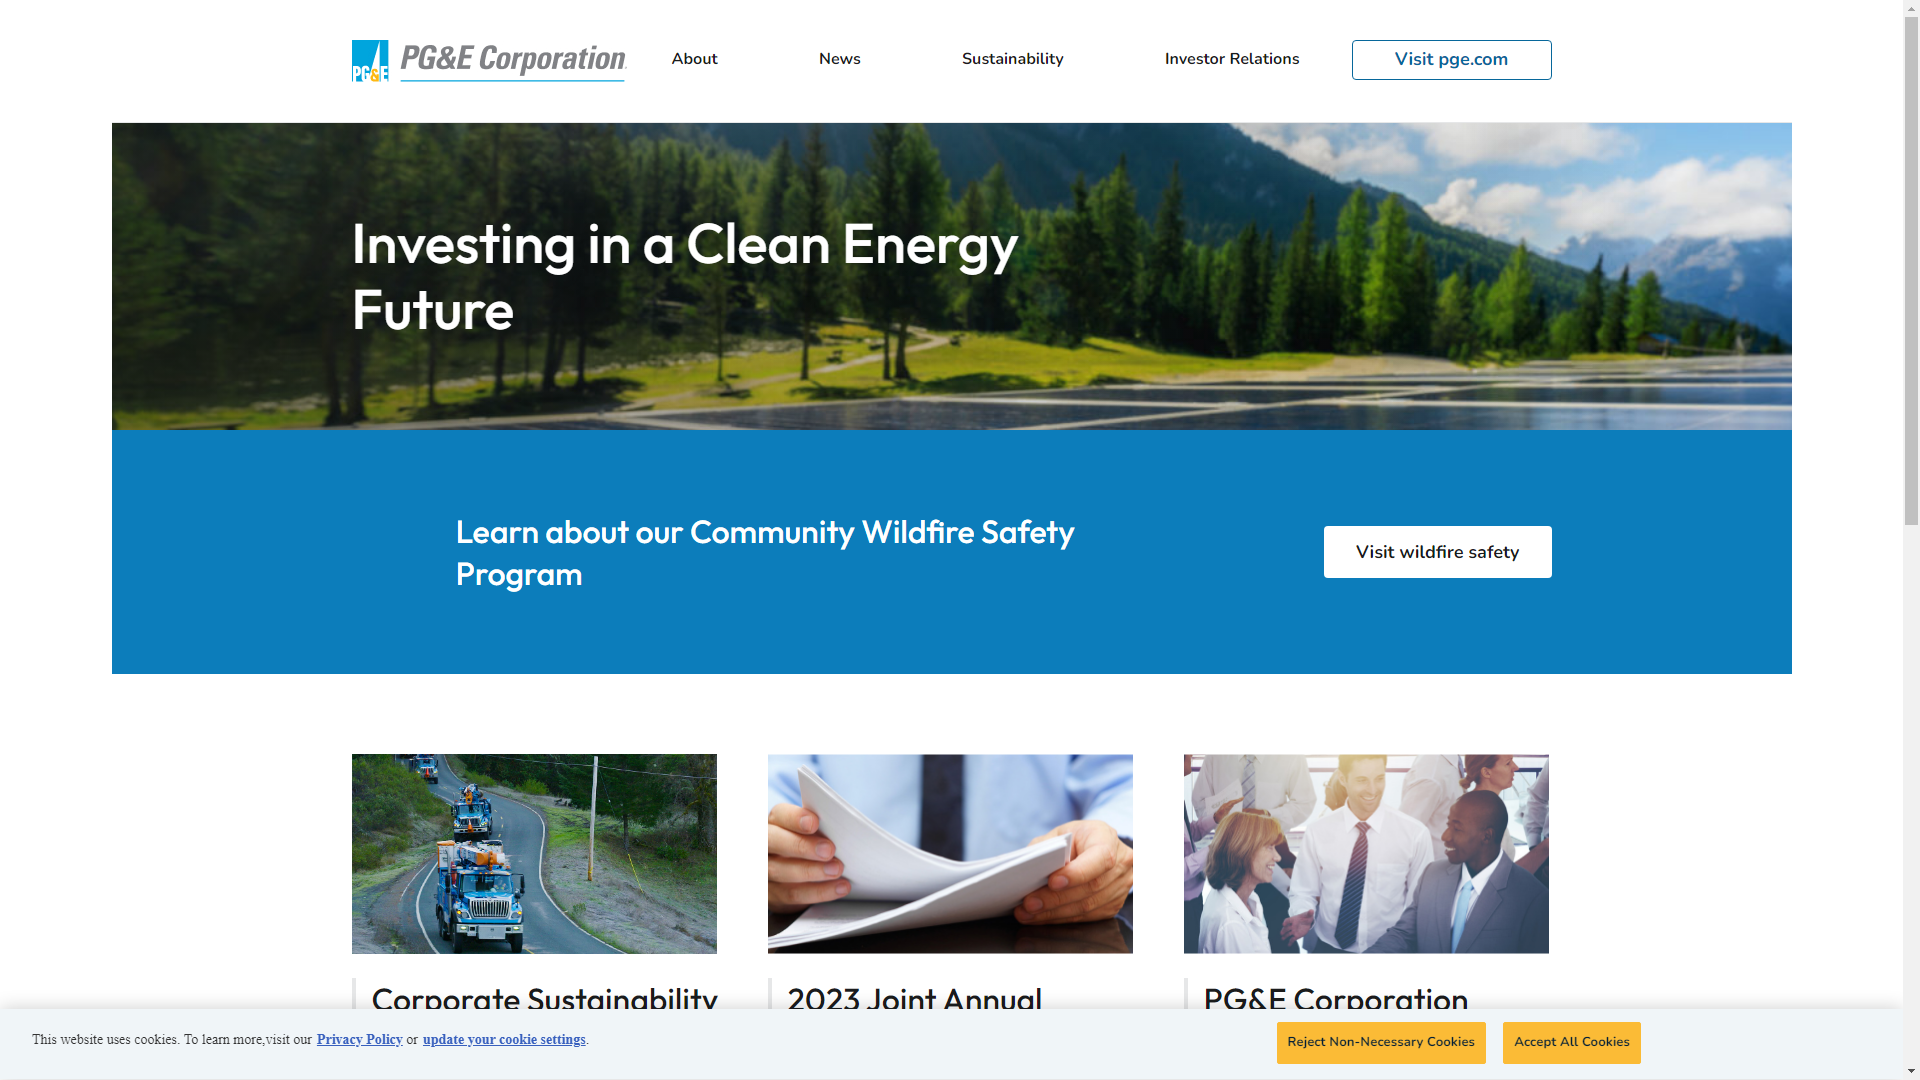 PG&E PG&E Corporation
About
News
Sustainability
Investor Relations
Visit pge.com
Investing in a Clean Energy
Future
Learn about our Community Wildfire Safety
Program
Visit wildfire safety
Corporate Sustainability
2023 Joint Annual
PG&E Corporation
This website uses cookies. To learn more,visit our Privacy Policy or update your cookie settings.
Reject Non-Necessary Cookies
Accept All Cookies